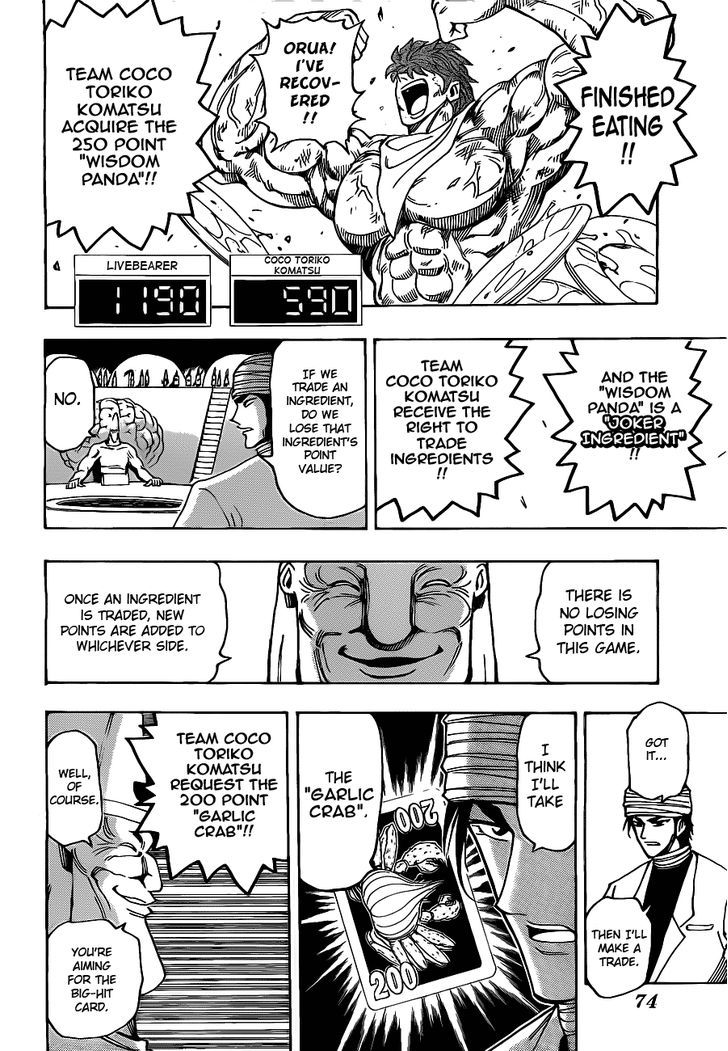 FINISHED
EATING
!!
ORUA!
I'VE
RECOV-
ERED
!!
TEAM COCO
TORIKO
KOMATSU
ACQUIRE THE
250 POINT
"WISDOM
PANDA"!!
LIVEBEARER
1190
COCO TORIKO
KOMATSU
590
AND THE
"WISDOM
PANDA" IS A
"JOKER
INGREDIENT"
!!
TEAM
COCO TORIKO
KOMATSU
RECEIVE THE
RIGHT TO
TRADE
INGREDIENTS
!!
IF WE
TRADE AN
INGREDIENT,
DO WE
LOSE THAT
INGREDIENT'S
POINT
VALUE?
NO.
THERE IS
NO LOSING
POINTS IN
THIS GAME.
ONCE AN INGREDIENT
IS TRADED, NEW
POINTS ARE ADDED TO
WHICHEVER SIDE.
GOT
IT...
THEN I'LL
MAKE A
TRADE.
I
THINK I'LL
TAKE
THE
"GARLIC
CRAB".
200
200
TEAM COCO
TORIKO
KOMATSU
REQUEST THE
200 POINT
"GARLIC
CRAB"!!
WELL,
OF
COURSE.
YOU'RE
AIMING
FOR THE
BIG-HIT
CARD.
74